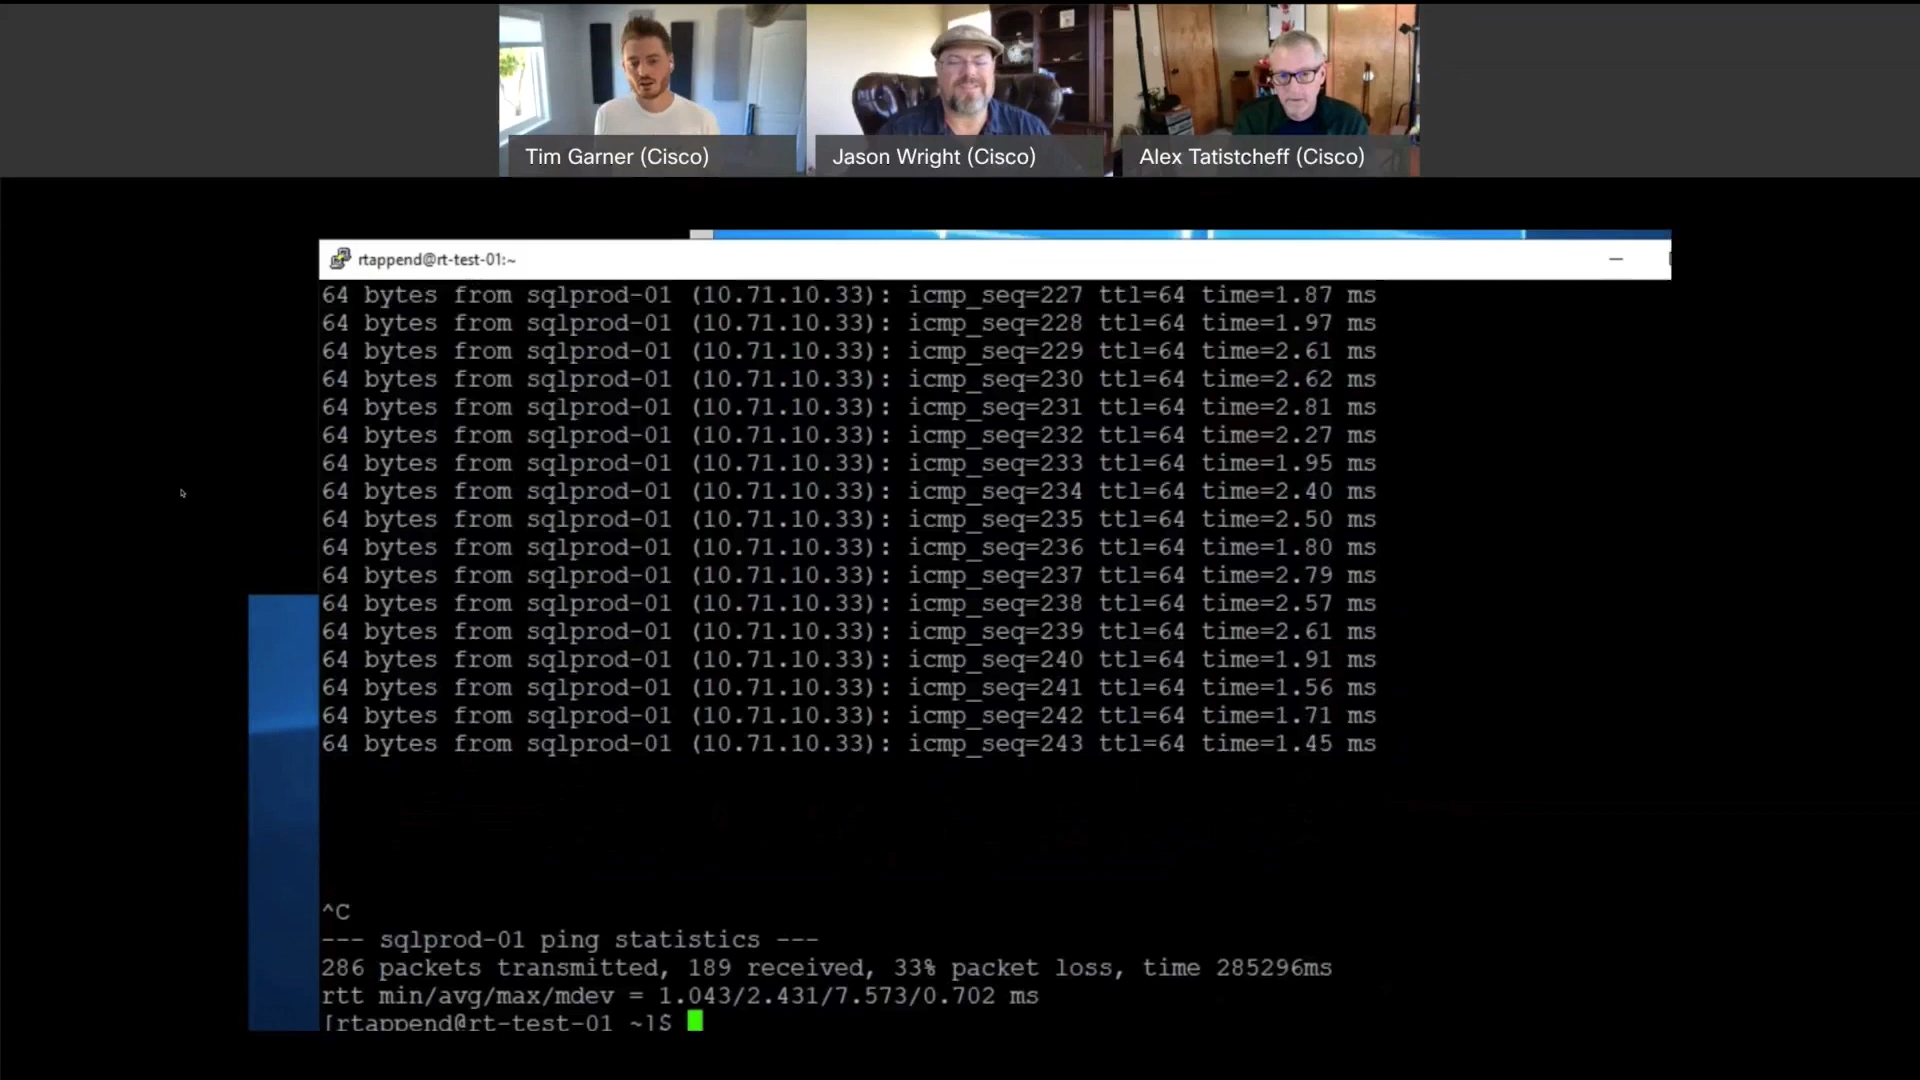 Tim Garner (Cisco)
Jason Wright (Cisco)
Alex Tatistcheff (Cisco)
rtappend@rt-test-01:~
64 bytes from sqlprod-01 (10.71.10.33): icmp_seq=227 ttl=64 time=1.87 ms
64 bytes from sqlprod-01 (10.71.10.33): icmp_seq=228 ttl=64 time=1.97 ms
64 bytes from sqlprod-01 (10.71.10.33): icmp_seq=229 ttl=64 time=2.61 ms
64 bytes from sqlprod-01 (10.71.10.33): icmp_seq=230 ttl=64 time=2.62 ms
64 bytes from sqlprod-01 (10.71.10.33): icmp_seq=231 ttl=64 time=2.81 ms
64 bytes from sqlprod-01 (10.71.10.33): icmp_seq=232 ttl=64 time=2.27 ms
64 bytes from sqlprod-01 (10.71.10.33): icmp_seq=233 ttl=64 time=1.95 ms
64 bytes from sqlprod-01 (10.71.10.33): icmp_seq=234 ttl=64 time=2.40 ms
64 bytes from sqlprod-01 (10.71.10.33): icmp_seq=235 ttl=64 time=2.50 ms
64 bytes from sqlprod-01 (10.71.10.33): icmp_seq=236 ttl=64 time=1.80 ms
64 bytes from sqlprod-01 (10.71.10.33): icmp_seq=237 ttl=64 time=2.79 ms
64 bytes from sqlprod-01 (10.71.10.33): icmp_seq=238 ttl=64 time=2.57 ms
64 bytes from sqlprod-01 (10.71.10.33): icmp_seq=239 ttl=64 time=2.61 ms
64 bytes from sqlprod-01 (10.71.10.33): icmp_seq=240 ttl=64 time=1.91 ms
64 bytes from sqlprod-01 (10.71.10.33): icmp_seq=241 ttl=64 time=1.56 ms
64 bytes from sqlprod-01 (10.71.10.33): icmp_seq=242 ttl=64 time=1.71 ms
64 bytes from sqlprod-01 (10.71.10.33): icmp_seq=243 ttl=64 time=1.45 ms
^C
--- sqlprod-01 ping statistics ---
286 packets transmitted, 189 received, 33% packet loss, time 285296ms
rtt min/avg/max/mdev = 1.043/2.431/7.573/0.702 ms
[rtappend@rt-test-01 ~]$